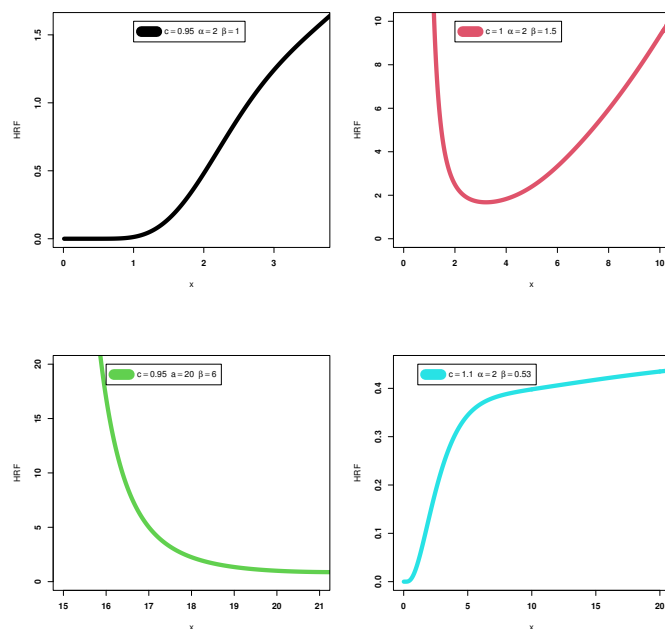 c = 0.95 α = 2 β = 1
HRF
0.0 0.5 1.0 1.5
0 1 2 3
x
c = 1 α = 2 β = 1.5
HRF
0 2 4 6 8 10
0 2 4 6 8 10
x
c = 0.95 a = 20 β = 6
HRF
0 5 10 15 20
15 16 17 18 19 20 21
x
c = 1.1 α = 2 β = 0.53
HRF
0.0 0.1 0.2 0.3 0.4
0 5 10 15 20
x